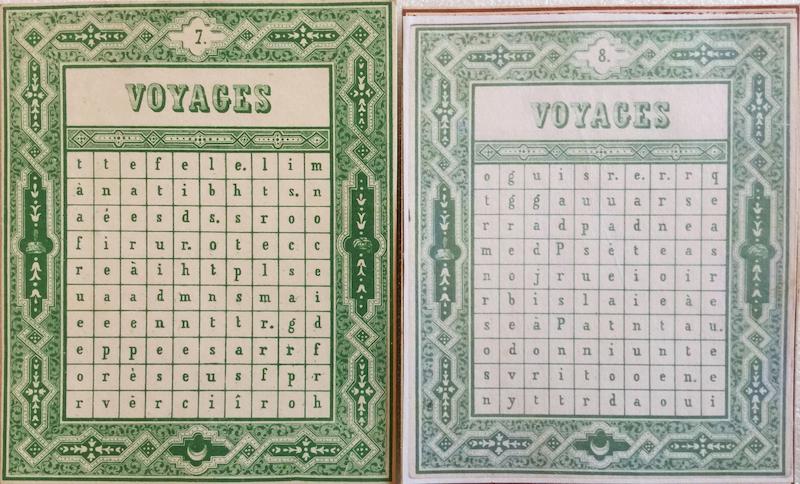 7.
VOYAGES
t t e f e l e. l i m
à n a t i b h t s. n
a é e s d s. s r o o
f i r u r. o t e c c
r e à i h t p l s e
u a a d m n s m a i
e e e n n t t r. g d
e p p e e s a r r f
o r è s e u s f p r
r v è r c i î r o h
8.
VOYAGES
o g u i s r. e. r. r q
t g g a u u a r s e
r r a d p a d n e a
m e d P s è t e a s
n o j r u e i o i r
r b i s l a i e à e
s e à P a t n t a u.
o d o n n i u n t e
s v r i t o o e n. e
n y t t r d a o u i